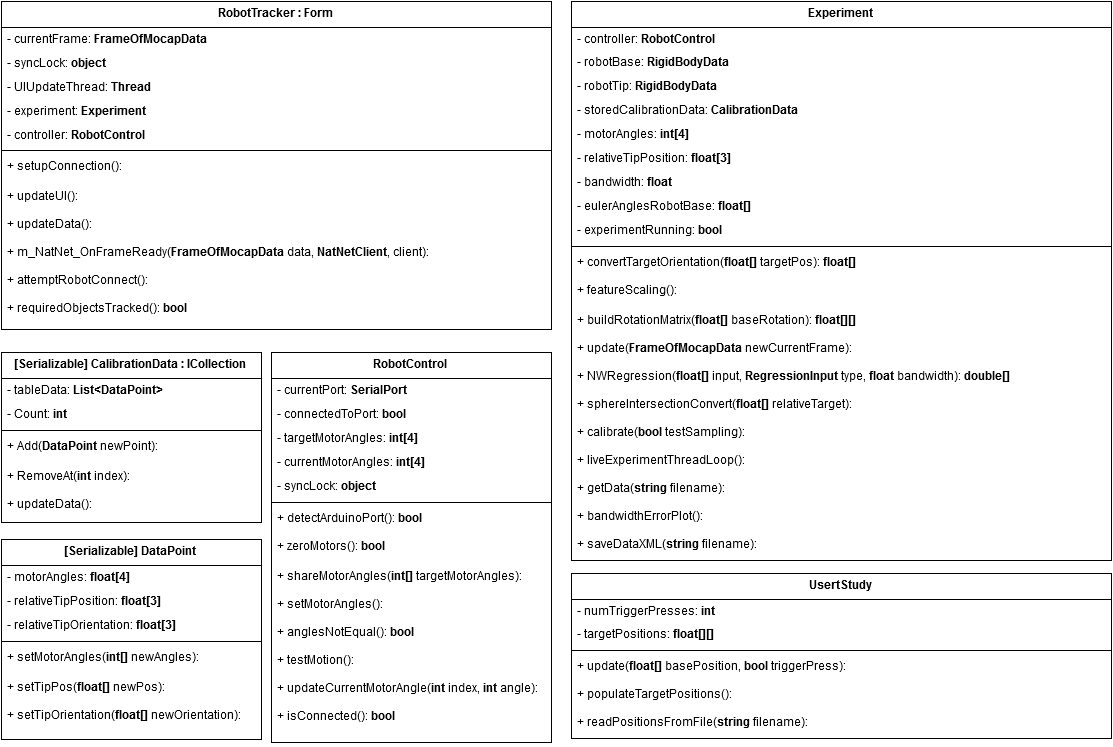 RobotTracker : Form
- currentFrame: FrameOfMocapData
- syncLock: object
- UIUpdateThread: Thread
- experiment: Experiment
- controller: RobotControl
+ setupConnection():
+ updateUI():
+ updateData():
+ m_NatNet_OnFrameReady(FrameOfMocapData data, NatNetClient, client):
+ attemptRobotConnect():
+ requiredObjectsTracked(): bool
[Serializable] CalibrationData : ICollection
- tableData: List<DataPoint>
- Count: int
+ Add(DataPoint newPoint):
+ RemoveAt(int index):
+ updateData():
[Serializable] DataPoint
- motorAngles: float[4]
- relativeTipPosition: float[3]
- relativeTipOrientation: float[3]
+ setMotorAngles(int[] newAngles):
+ setTipPos(float[] newPos):
+ setTipOrientation(float[] newOrientation):
RobotControl
- currentPort: SerialPort
- connectedToPort: bool
- targetMotorAngles: int[4]
- currentMotorAngles: int[4]
- syncLock: object
+ detectArduinoPort(): bool
+ zeroMotors(): bool
+ shareMotorAngles(int[] targetMotorAngles):
+ setMotorAngles():
+ anglesNotEqual(): bool
+ testMotion():
+ updateCurrentMotorAngle(int index, int angle):
+ isConnected(): bool
Experiment
- controller: RobotControl
- robotBase: RigidBodyData
- robotTip: RigidBodyData
- storedCalibrationData: CalibrationData
- motorAngles: int[4]
- relativeTipPosition: float[3]
- bandwidth: float
- eulerAnglesRobotBase: float[]
- experimentRunning: bool
+ convertTargetOrientation(float[] targetPos): float[]
+ featureScaling():
+ buildRotationMatrix(float[] baseRotation): float[][]
+ update(FrameOfMocapData newCurrentFrame):
+ NWRegression(float[] input, RegressionInput type, float bandwidth): double[]
+ sphereIntersectionConvert(float[] relativeTarget):
+ calibrate(bool testSampling):
+ liveExperimentThreadLoop():
+ getData(string filename):
+ bandwidthErrorPlot():
+ saveDataXML(string filename):
UsertStudy
- numTriggerPresses: int
- targetPositions: float[][]
+ update(float[] basePosition, bool triggerPress):
+ populateTargetPositions():
+ readPositionsFromFile(string filename):